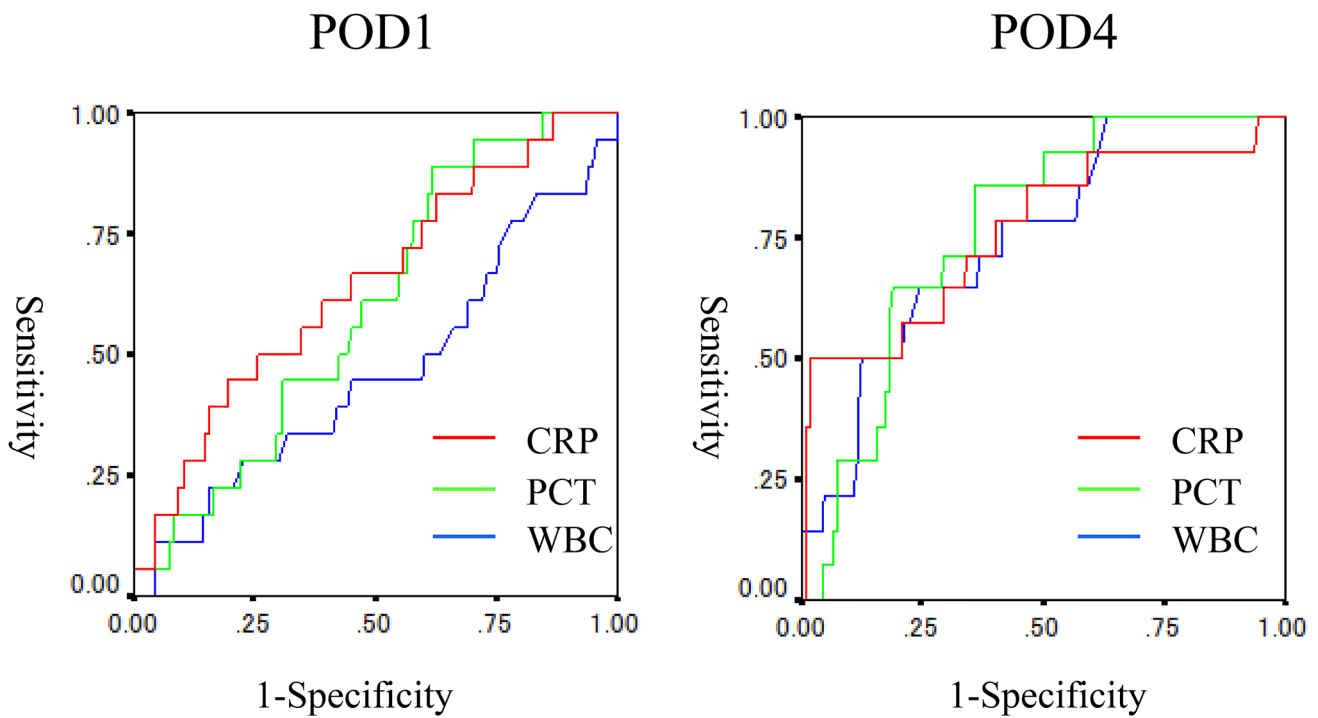 POD1
1.00
.75
.50
.25
0.00
Sensitivity
CRP
PCT
WBC
0.00 .25 .50 .75 1.00
1-Specificity
POD4
1.00
.75
.50
.25
0.00
Sensitivity
CRP
PCT
WBC
0.00 .25 .50 .75 1.00
1-Specificity